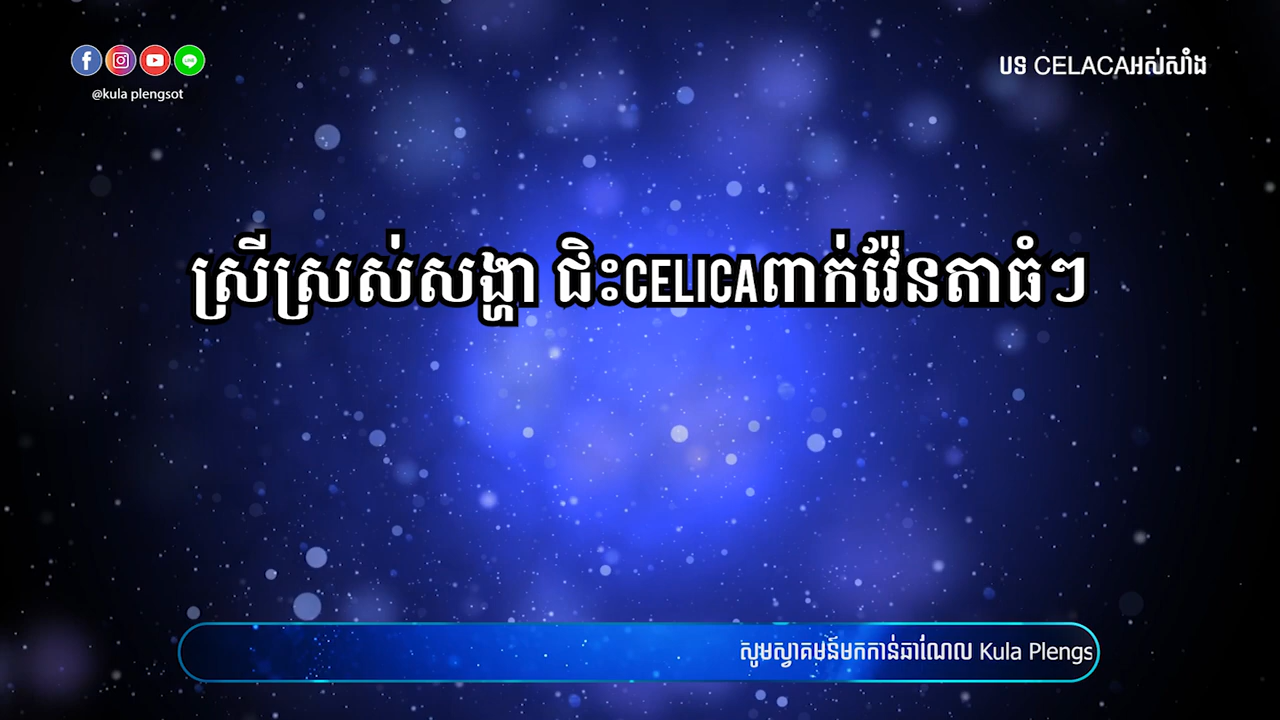 @kula plengsot
បទ CELACAអស់សាំង
ស្រីស្រស់សង្ហា ជិះCELICAពាក់វ៉ែនតាធំៗ
សូមស្វាគមន៍មកកាន់ឆាណែល Kula Plengs